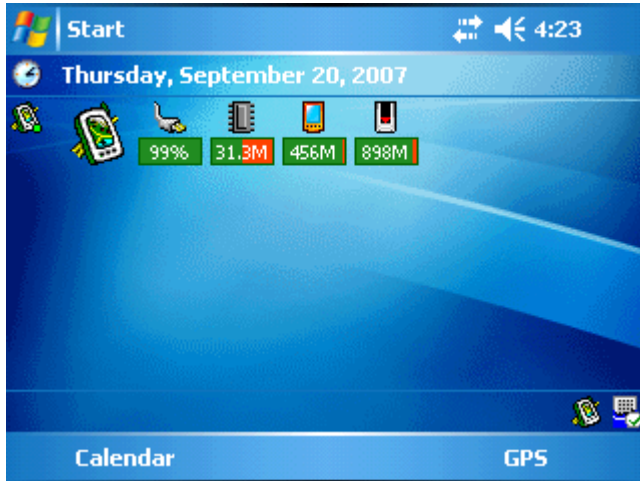 Start 4:23
Thursday, September 20, 2007
99% 31.3M 456M 898M
Calendar GPS